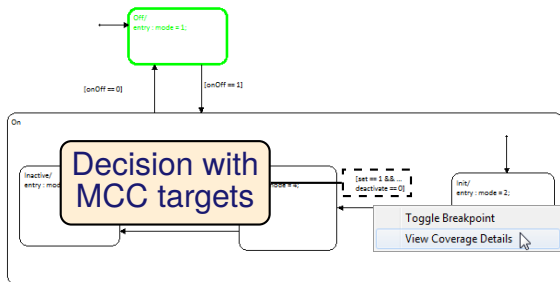 Off/
entry : mode = 1;
[onOff == 0]
[onOff == 1]
On
Inactive/
entry : mod
Decision with
MCC targets
mode = 4;
[set == 1 && ...
deactivate == 0]
Init/
entry : mode = 2;
Toggle Breakpoint
View Coverage Details